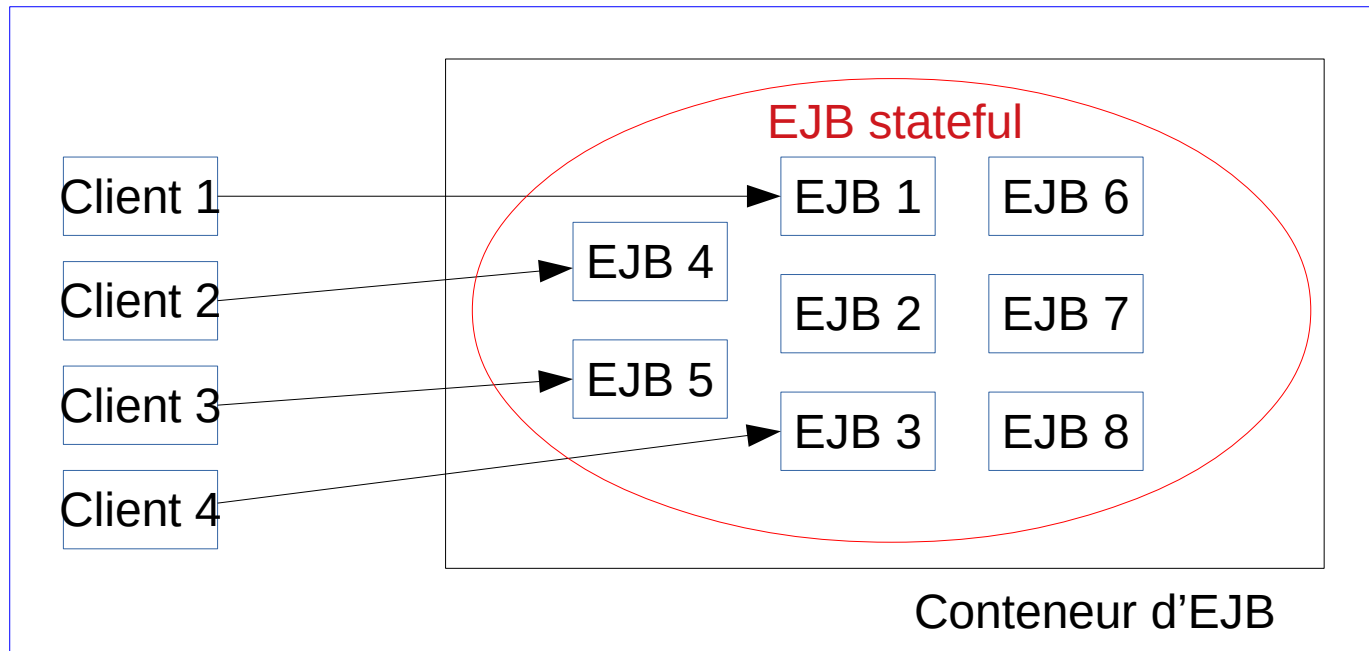 EJB stateful
Client 1
EJB 1
EJB 6
Client 2
EJB 4
EJB 2
EJB 7
Client 3
EJB 5
EJB 3
EJB 8
Client 4
Conteneur d’EJB